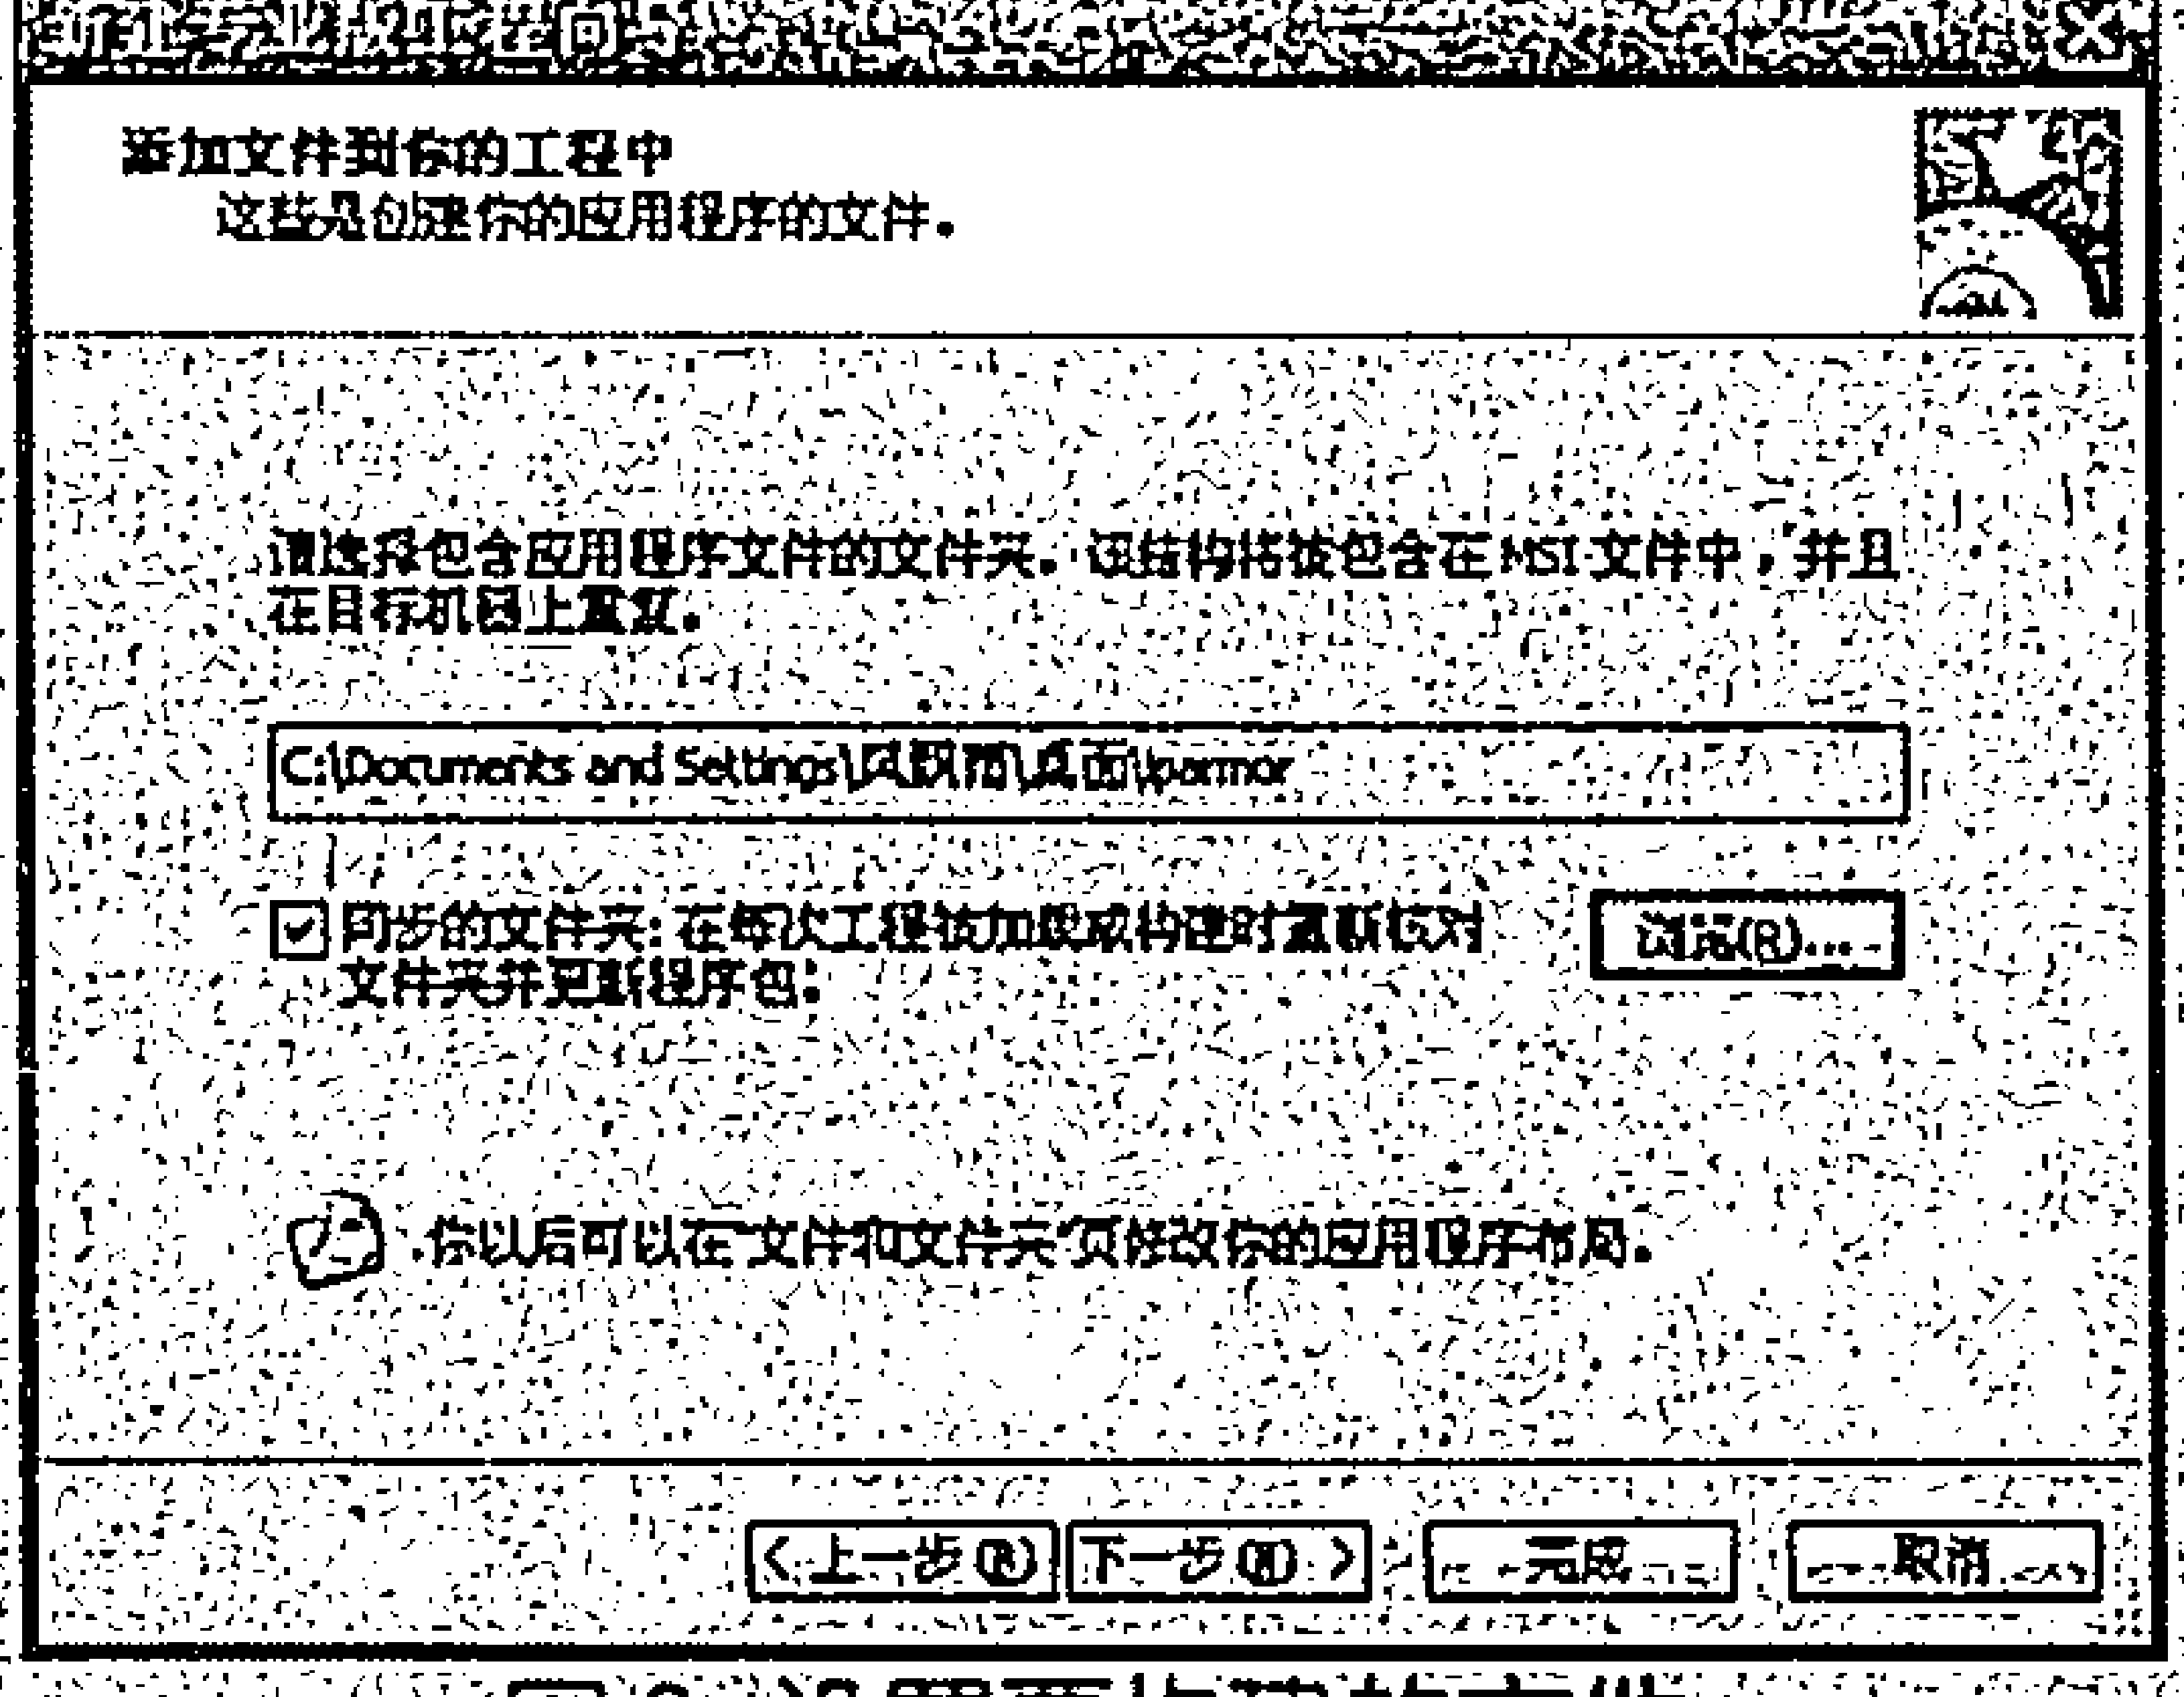 添加文件到你的工程中
这些是创建你的应用程序的文件。
请选择包含应用程序文件的文件夹。该结构将被包含在 MSI 文件中，并且
在目标机器上重复。
C:\Documents and Settings\ \桌面\parmor
同步的文件夹:在每次工程被加载或构建时重新核对
文件夹并更新程序包:
浏览(R)...
你以后可以在"文件和文件夹"页修改你的应用程序布局。
<上一步(B)
下一步(N) >
完成
取消